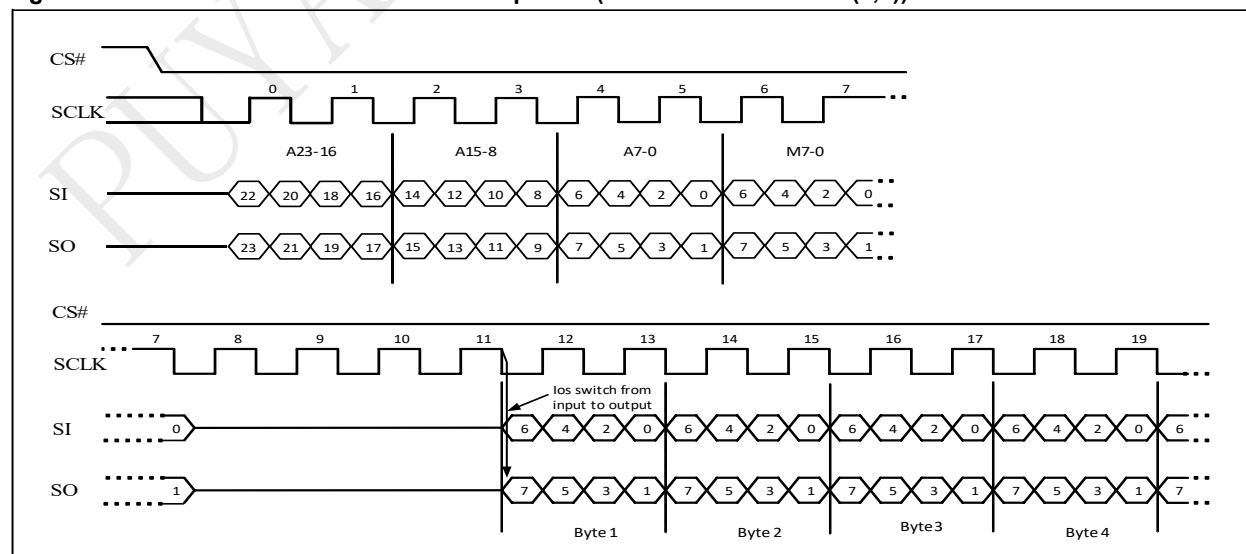 PUYA
CS#
SCLK
0 1 2 3 4 5 6 7
A23-16 A15-8 A7-0 M7-0
SI 22 20 18 16 14 12 10 8 6 4 2 0 6 4 2 0
SO 23 21 19 17 15 13 11 9 7 5 3 1 7 5 3 1
CS#
7 8 9 10 11 12 13 14 15 16 17 18 19
SCLK
Ios switch from
input to output
SI 0 6 4 2 0 6 4 2 0 6 4 2 0 6 4 2 0 6
SO 1 7 5 3 1 7 5 3 1 7 5 3 1 7 5 3 1 7
Byte 1 Byte 2 Byte3 Byte 4